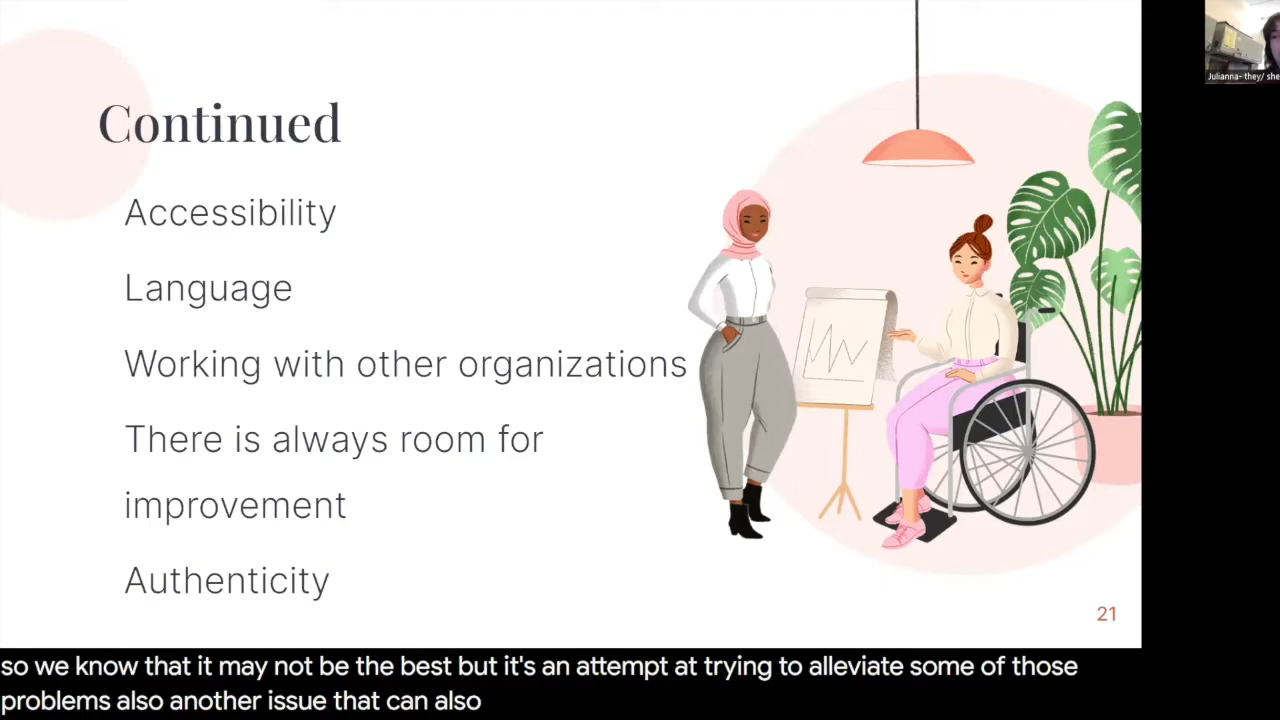 Continued
Accessibility
Language
Working with other organizations
There is always room for
improvement
Authenticity
21
Julianna- they/ she
so we know that it may not be the best but it's an attempt at trying to alleviate some of those
problems also another issue that can also